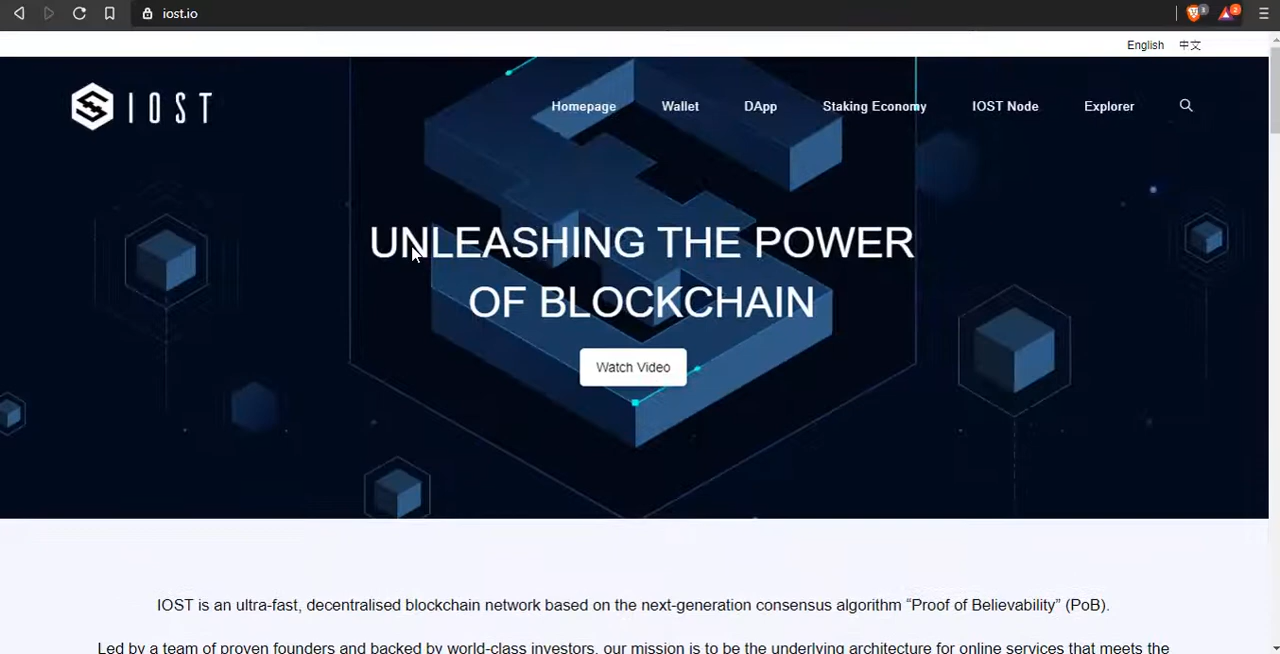 iost.io
3
2
English 中文
IOST
Homepage Wallet DApp Staking Economy IOST Node Explorer
UNLEASHING THE POWER
OF BLOCKCHAIN
Watch Video
IOST is an ultra-fast, decentralised blockchain network based on the next-generation consensus algorithm “Proof of Believability” (PoB).
Led by a team of proven founders and backed by world-class investors, our mission is to be the underlying architecture for online services that meets the